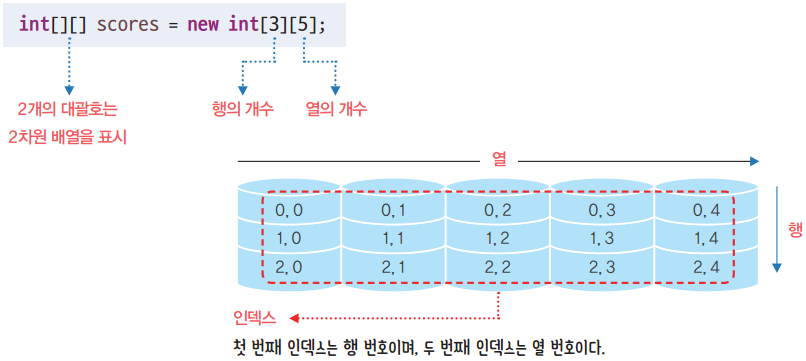 int[][] scores = new int[3][5];
2개의 대괄호는
2차원 배열을 표시
행의 개수
열의 개수
열
0, 0 0, 1 0, 2 0, 3 0, 4
1, 0 1, 1 1, 2 1, 3 1, 4
2, 0 2, 1 2, 2 2, 3 2, 4
행
인덱스
첫 번째 인덱스는 행 번호이며, 두 번째 인덱스는 열 번호이다.